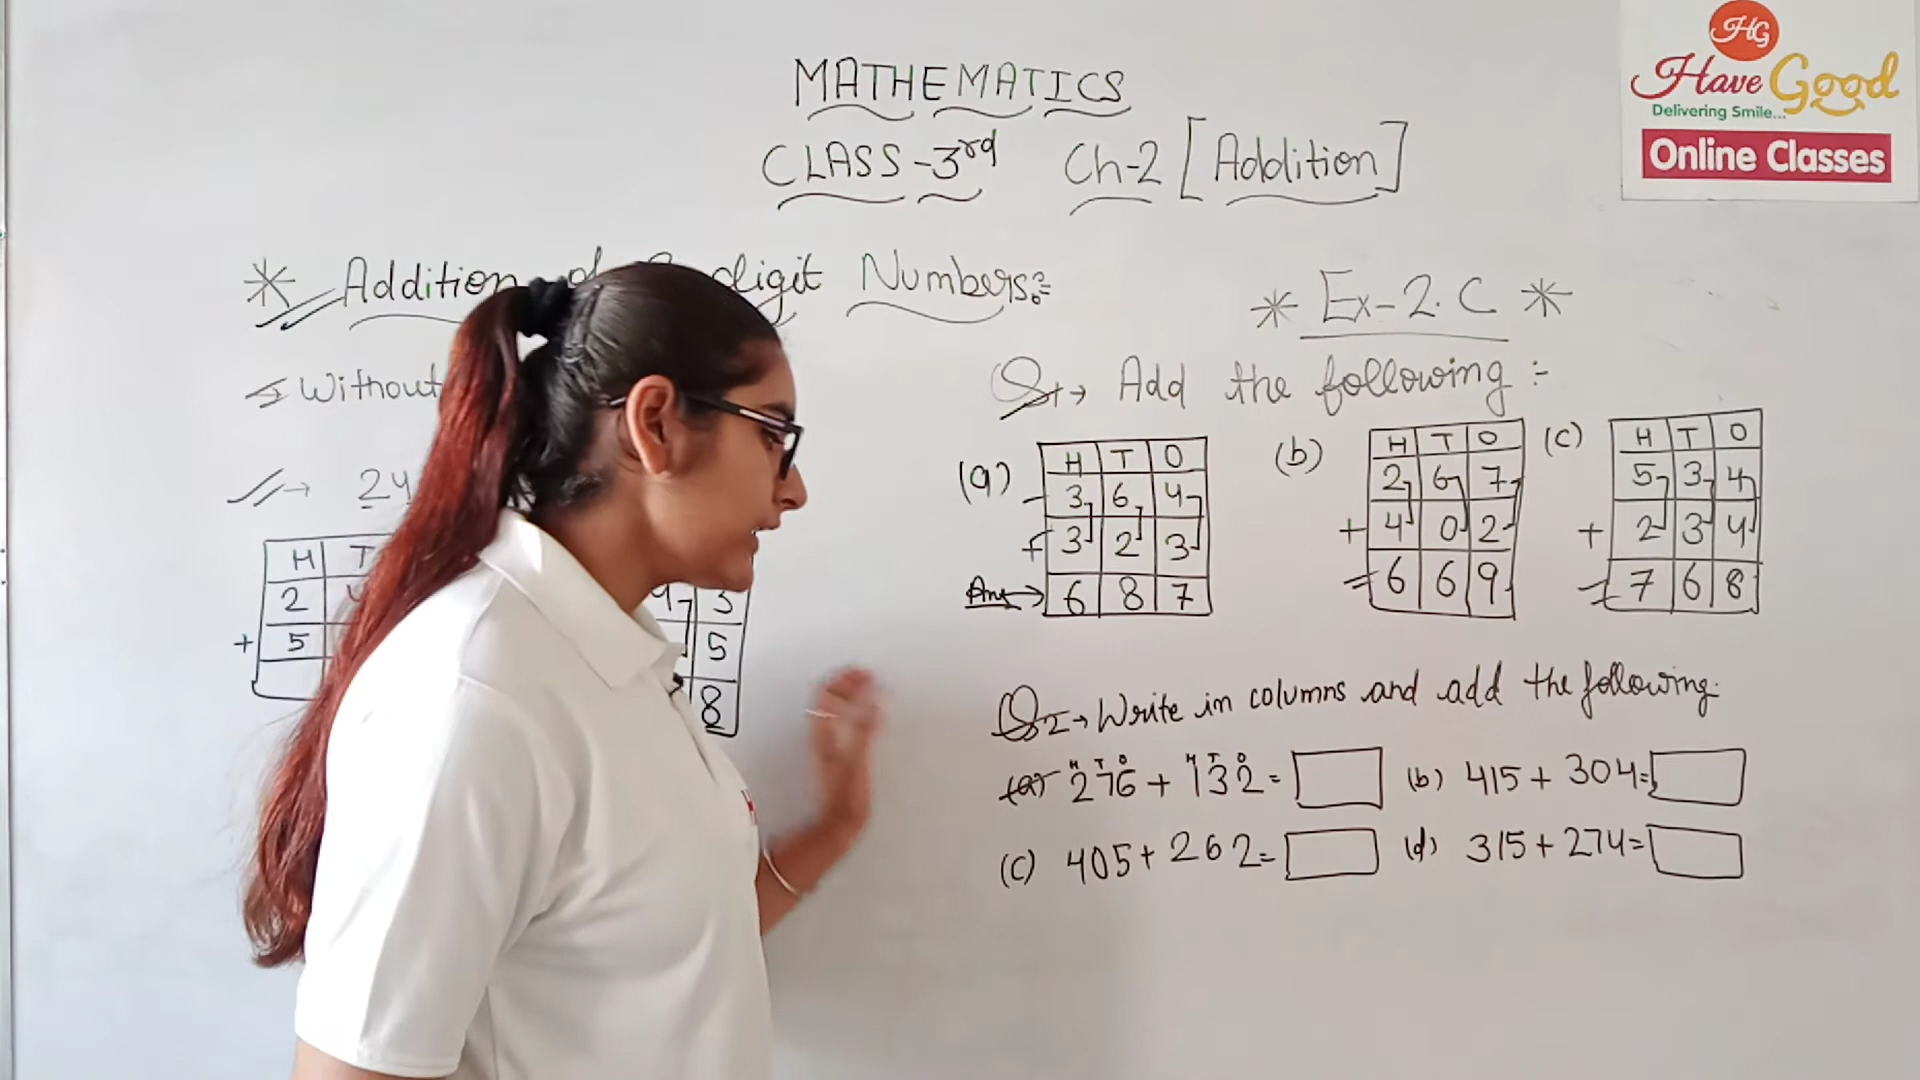 MATHEMATICS
CLASS-3rd Ch-2 [Addition]
HG
Have Good
Delivering Smile...
Online Classes
* Addition digit Numbers:-
Without
→ 24
H T
2
+ 5
3
5
8
* Ex-2.C *
Q1→ Add the following :-
(a)
H T O
3 6 4
+ 3 2 3
Ans→ 6 8 7
(b)
H T O
2 6 7
+ 4 0 2
= 6 6 9
(c)
H T O
5 3 4
+ 2 3 4
= 7 6 8
Q2→ Write in columns and add the following.
H T O H T O
(a) 276 + 132 = (b) 415 + 304 =
(c) 405 + 262 = (d) 315 + 274 =